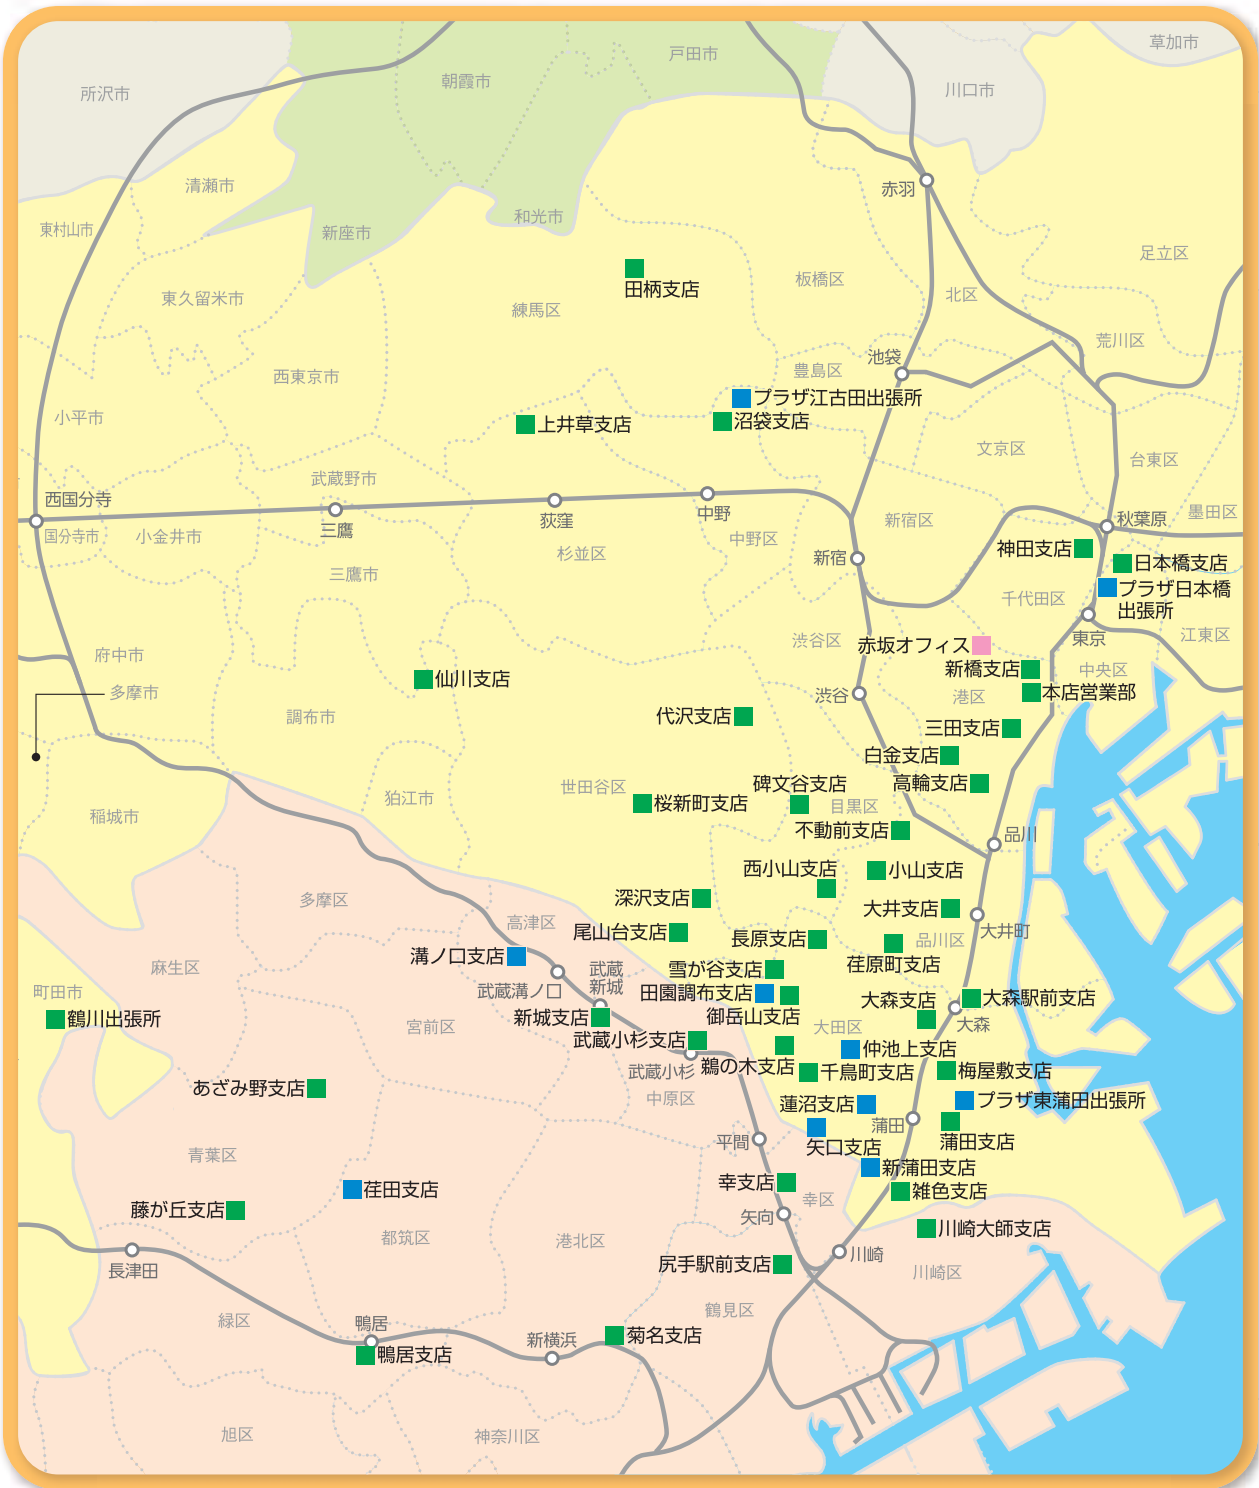 草加市
戸田市
朝霞市
所沢市
川口市
清瀬市
赤羽
和光市
東村山市
新座市
足立区
田柄支店
板橋区
北区
東久留米市
練馬区
荒川区
池袋
豊島区
西東京市
プラザ江古田出張所
小平市
沼袋支店
上井草支店
文京区
台東区
武蔵野市
西国分寺
荻窪
中野
新宿区
秋葉原
墨田区
三鷹
国分寺市
小金井市
杉並区
中野区
新宿
神田支店
日本橋支店
三鷹市
プラザ日本橋
出張所
千代田区
東京
江東区
渋谷区
赤坂オフィス
府中市
新橋支店
中央区
仙川支店
多摩市
渋谷
港区
本店営業部
調布市
代沢支店
三田支店
白金支店
世田谷区
碑文谷支店
高輪支店
狛江市
桜新町支店
目黒区
稲城市
不動前支店
品川
西小山支店
小山支店
多摩区
深沢支店
大井支店
高津区
尾山台支店
長原支店
品川区
大井町
溝ノ口支店
荏原町支店
麻生区
武蔵
新城
雪が谷支店
町田市
武蔵溝ノ口
田園調布支店
大森支店
大森駅前支店
鶴川出張所
新城支店
御岳山支店
宮前区
大田区
大森
武蔵小杉支店
仲池上支店
武蔵小杉
鵜の木支店
千鳥町支店
梅屋敷支店
あざみ野支店
中原区
蓮沼支店
プラザ東蒲田出張所
蒲田
平間
矢口支店
蒲田支店
青葉区
新蒲田支店
荏田支店
幸支店
雑色支店
藤が丘支店
幸区
矢向
都筑区
港北区
川崎大師支店
川崎
長津田
尻手駅前支店
川崎区
鶴見区
緑区
鴨居
新横浜
菊名支店
鴨居支店
旭区
神奈川区